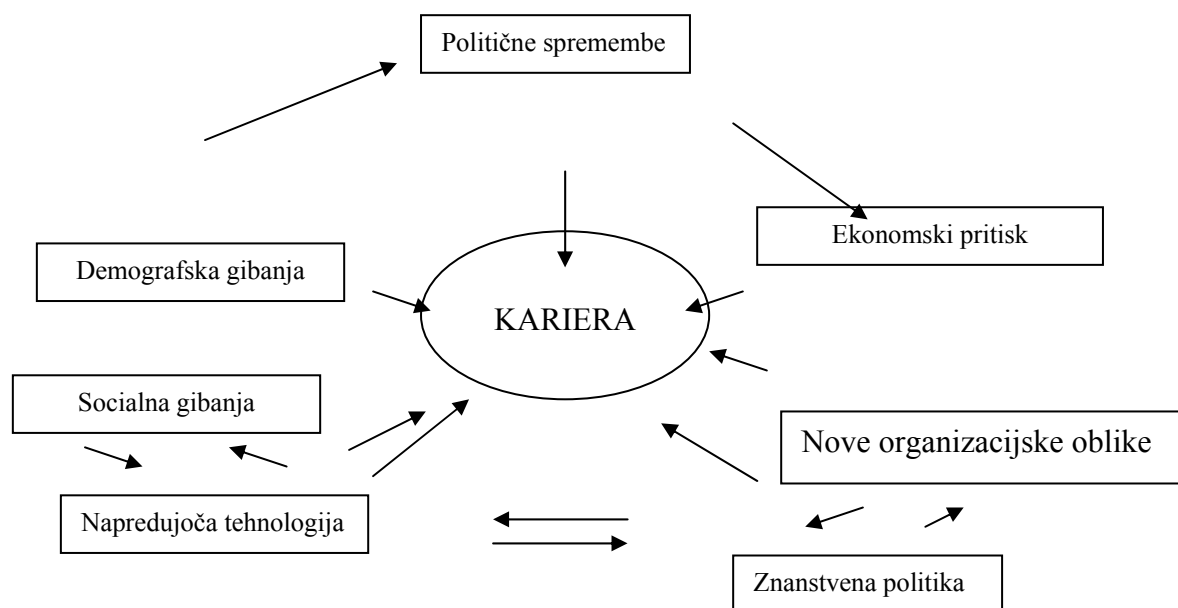 Politične spremembe
Ekonomski pritisk
Demografska gibanja
KARIERA
Socialna gibanja
Nove organizacijske oblike
Napredujoča tehnologija
Znanstvena politika